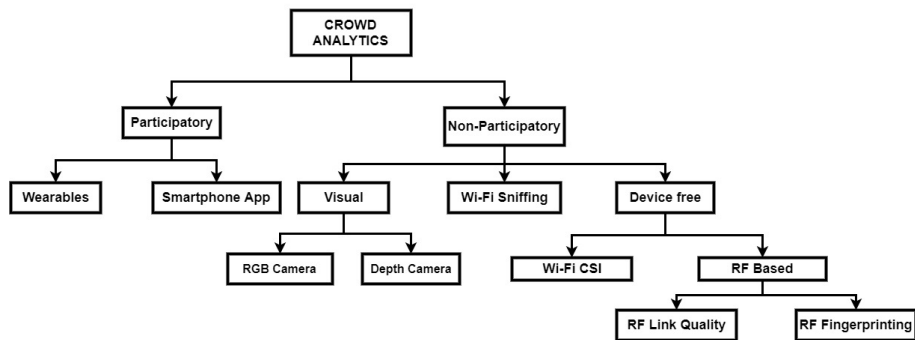 CROWD
ANALYTICS
Participatory
Non-Participatory
Wearables
Smartphone App
Visual
Wi-Fi Sniffing
Device free
RGB Camera
Depth Camera
Wi-Fi CSI
RF Based
RF Link Quality
RF Fingerprinting